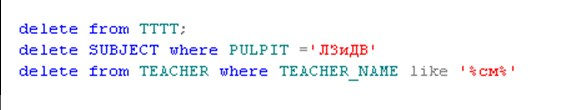 delete from TTTT;
delete SUBJECT where PULPIT ='ЛЗиДВ'
delete from TEACHER where TEACHER_NAME like '%см%'